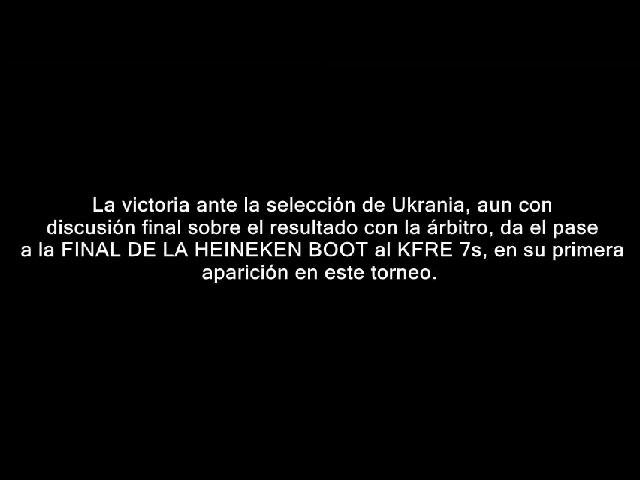 La victoria ante la selección de Ukrania, aun con
discusión final sobre el resultado con la árbitro, da el pase
a la FINAL DE LA HEINEKEN BOOT al KFRE 7s, en su primera
aparición en este torneo.